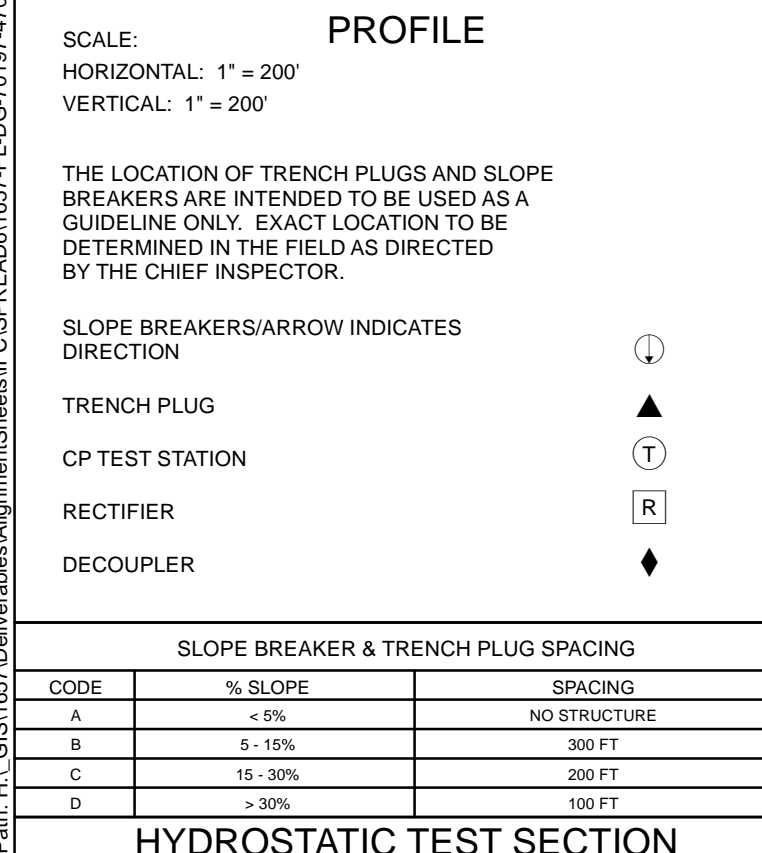 PROFILE
SCALE:
HORIZONTAL: 1" = 200'
VERTICAL: 1" = 200'
THE LOCATION OF TRENCH PLUGS AND SLOPE
BREAKERS ARE INTENDED TO BE USED AS A
GUIDELINE ONLY. EXACT LOCATION TO BE
DETERMINED IN THE FIELD AS DIRECTED
BY THE CHIEF INSPECTOR.
SLOPE BREAKERS/ARROW INDICATES
DIRECTION
TRENCH PLUG
CP TEST STATION T
RECTIFIER R
DECOUPLER
SLOPE BREAKER & TRENCH PLUG SPACING
CODE % SLOPE SPACING
A < 5% NO STRUCTURE
B 5 - 15% 300 FT
C 15 - 30% 200 FT
D > 30% 100 FT
HYDROSTATIC TEST SECTION